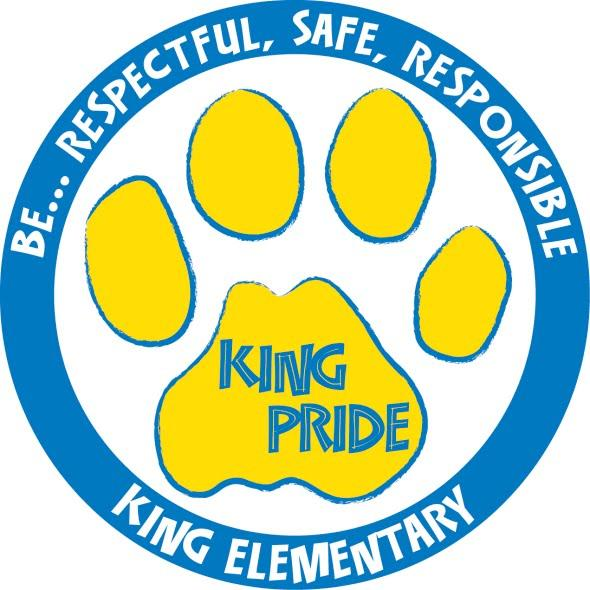 BE... RESPECTFUL, SAFE, RESPONSIBLE
KING
PRIDE
KING ELEMENTARY